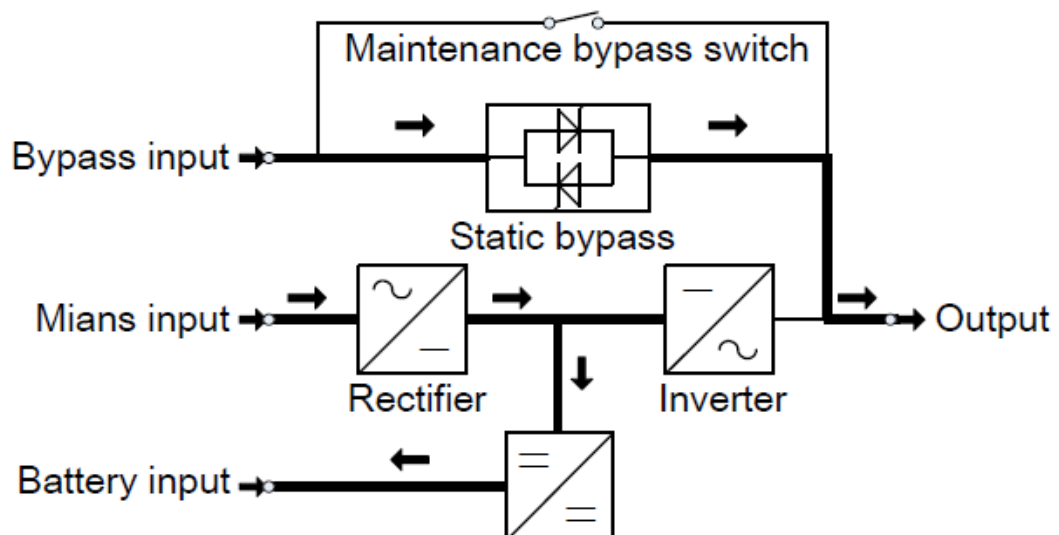 Maintenance bypass switch
Bypass input
Static bypass
Mians input
Output
Rectifier
Inverter
Battery input